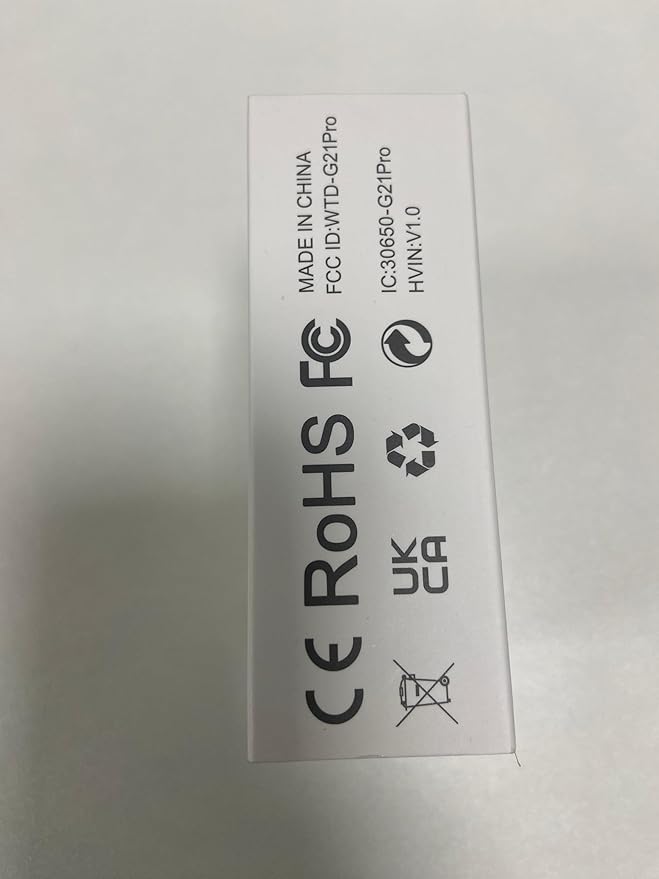 CE RoHS FC
MADE IN CHINA
FCC ID:WTD-G21Pro
UK
CA
IC:30650-G21Pro
HVIN:V1.0